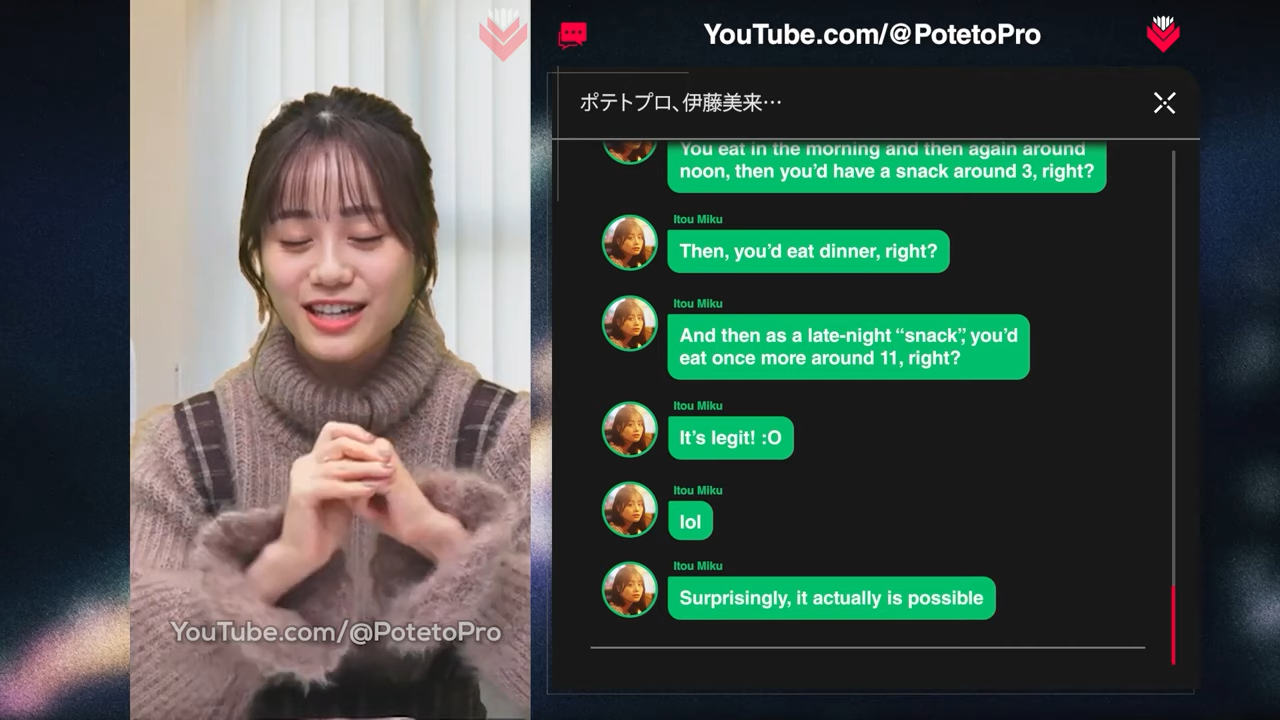 YouTube.com/@PotetoPro
ポテトプロ、伊藤美来…
You eat in the morning and then again around
noon, then you’d have a snack around 3, right?
Itou Miku
Then, you’d eat dinner, right?
Itou Miku
And then as a late-night “snack”, you’d
eat once more around 11, right?
Itou Miku
It’s legit! :O
Itou Miku
lol
Itou Miku
Surprisingly, it actually is possible
YouTube.com/@PotetoPro